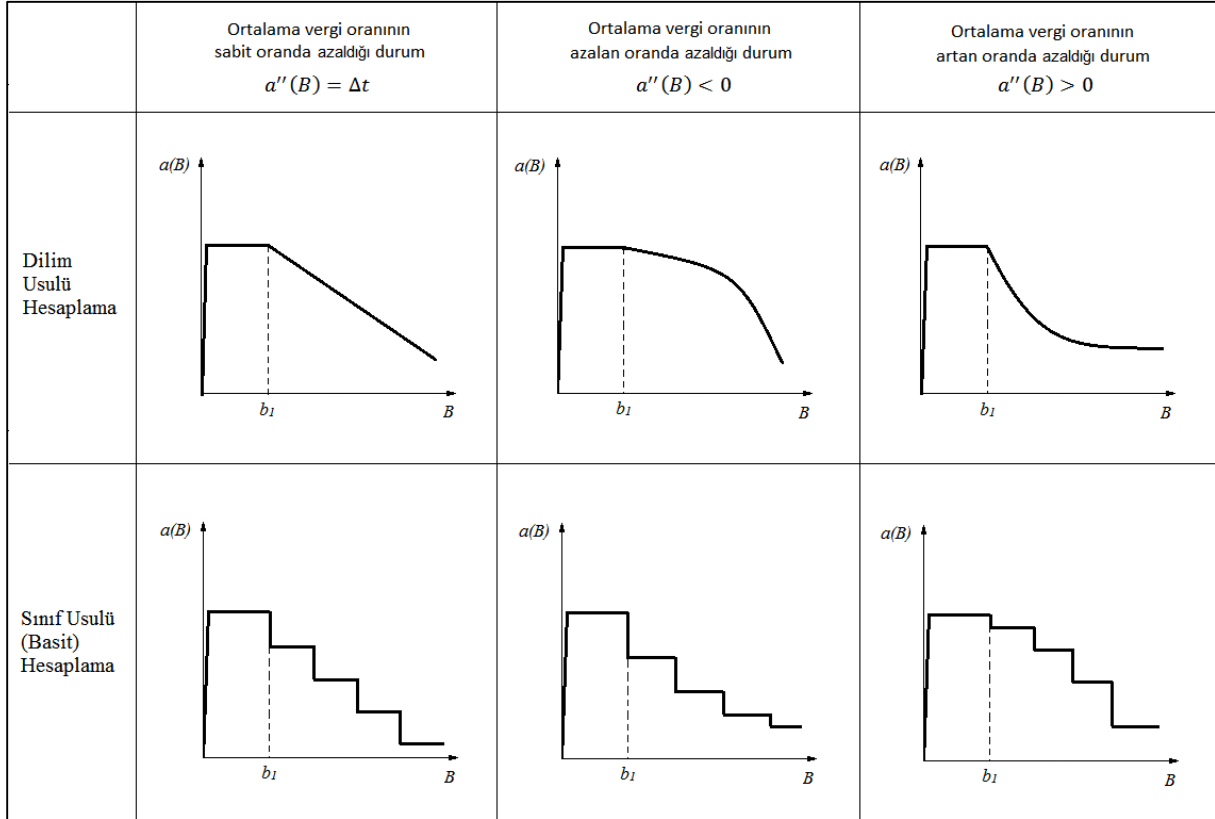 Ortalama vergi oranının
sabit oranda azaldığı durum
a′′(B) = Δt
Ortalama vergi oranının
azalan oranda azaldığı durum
a′′(B) < 0
Ortalama vergi oranının
artan oranda azaldığı durum
a′′(B) > 0
Dilim
Usulü
Hesaplama
a(B)
b₁
B
a(B)
b₁
B
a(B)
b₁
B
Sınıf Usulü
(Basit)
Hesaplama
a(B)
b₁
B
a(B)
b₁
B
a(B)
b₁
B